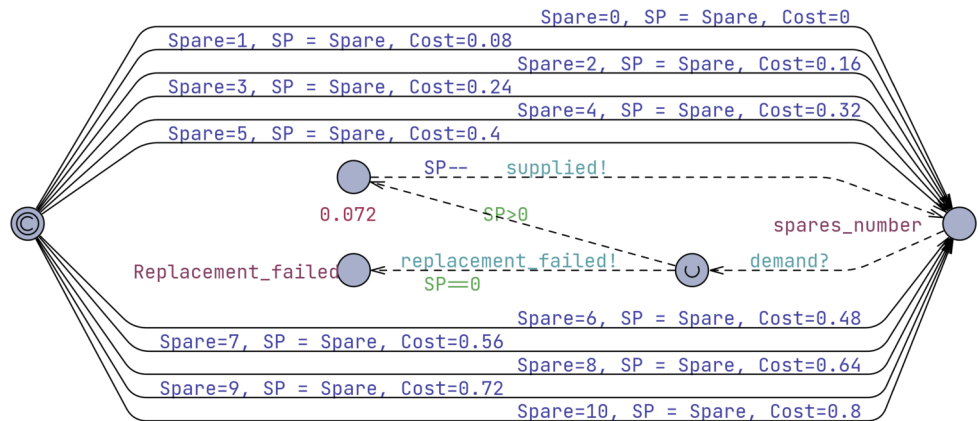 Spare=0, SP = Spare, Cost=0
Spare=1, SP = Spare, Cost=0.08
Spare=2, SP = Spare, Cost=0.16
Spare=3, SP = Spare, Cost=0.24
Spare=4, SP = Spare, Cost=0.32
Spare=5, SP = Spare, Cost=0.4
SP-- supplied!
0.072
SP>0
spares_number
Replacement_failed
replacement_failed!
demand?
SP==0
Spare=6, SP = Spare, Cost=0.48
Spare=7, SP = Spare, Cost=0.56
Spare=8, SP = Spare, Cost=0.64
Spare=9, SP = Spare, Cost=0.72
Spare=10, SP = Spare, Cost=0.8